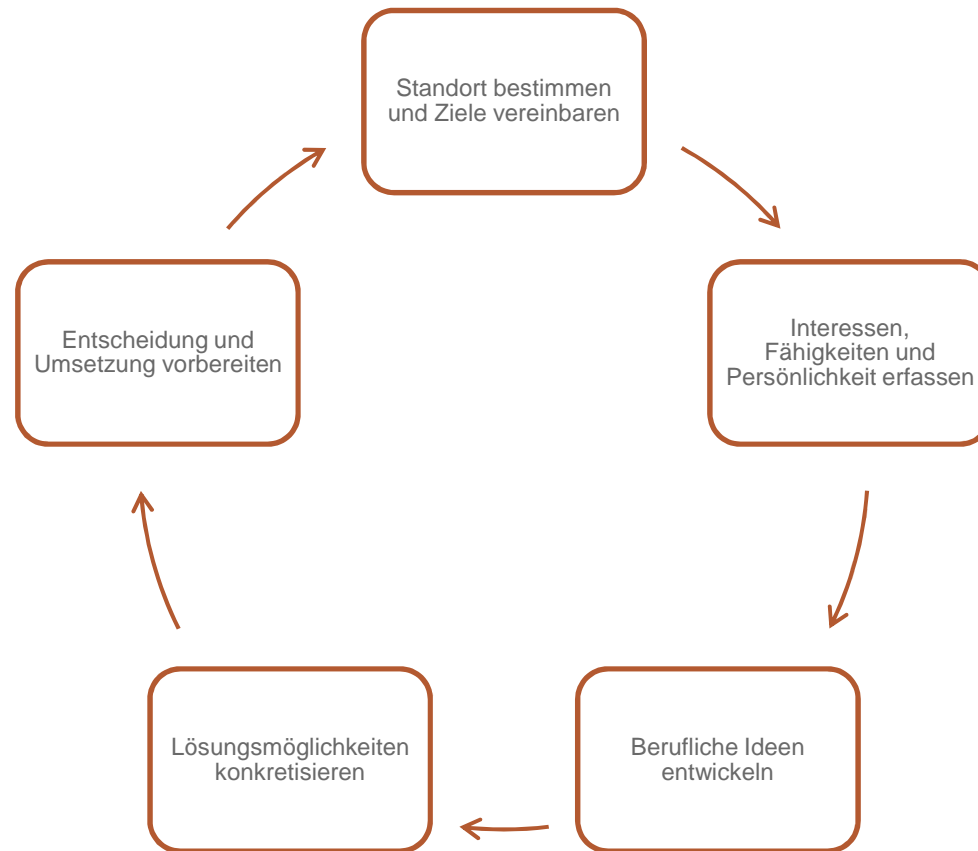 Standort bestimmen
und Ziele vereinbaren
Interessen,
Fähigkeiten und
Persönlichkeit erfassen
Berufliche Ideen
entwickeln
Lösungsmöglichkeiten
konkretisieren
Entscheidung und
Umsetzung vorbereiten